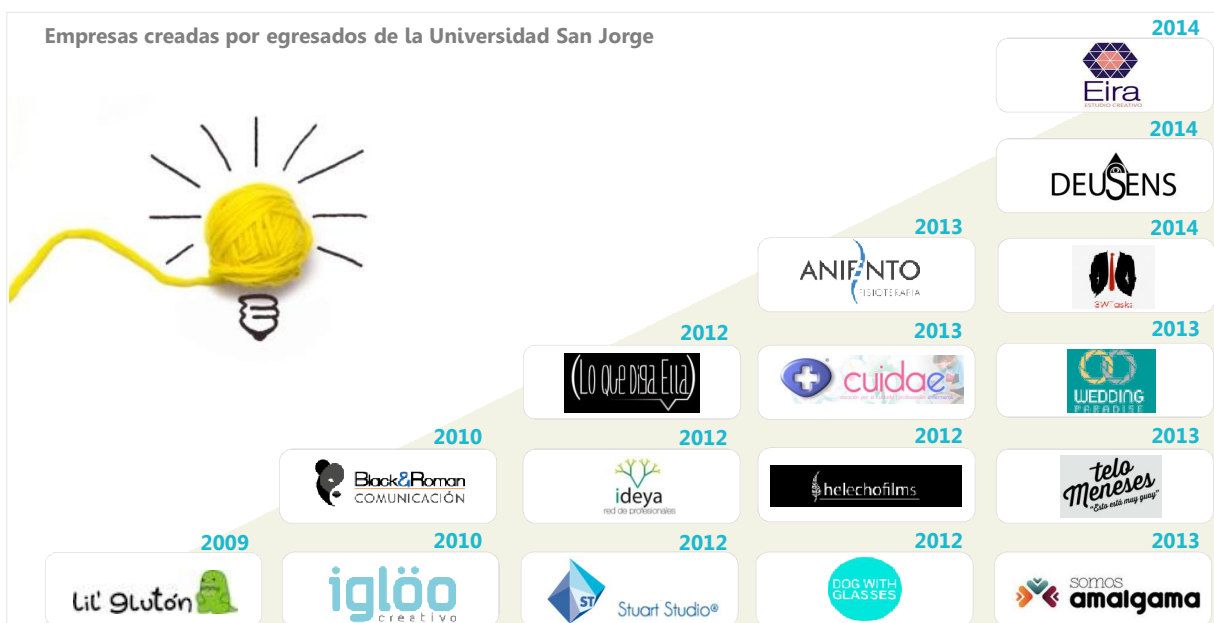 Empresas creadas por egresados de la Universidad San Jorge
2014
Eira
ESTUDIO CREATIVO
2014
DEUSENS
2013
ANIENTO
FISIOTERAPIA
2014
SWTasks
2012
(LO QUE DIGA Ella)
2013
cuidae
2013
WEDDING
PARADISE
2010
Black&Roman
COMUNICACIÓN
2012
ideya
red de profesionales
2012
helechofilms
2013
telo
Meneses
"Esto está muy guay"
2009
Lil' glutón
2010
iglöo
creativo
2012
ST
Stuart Studio®
2012
DOG WITH
GLASSES
2013
somos
amalgama